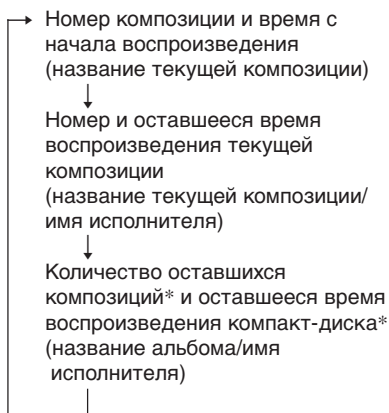 Номер композиции и время с
начала воспроизведения
(название текущей композиции)
Номер и оставшееся время
воспроизведения текущей
композиции
(название текущей композиции/
имя исполнителя)
Количество оставшихся
композиций* и оставшееся время
воспроизведения компакт-диска*
(название альбома/имя
исполнителя)